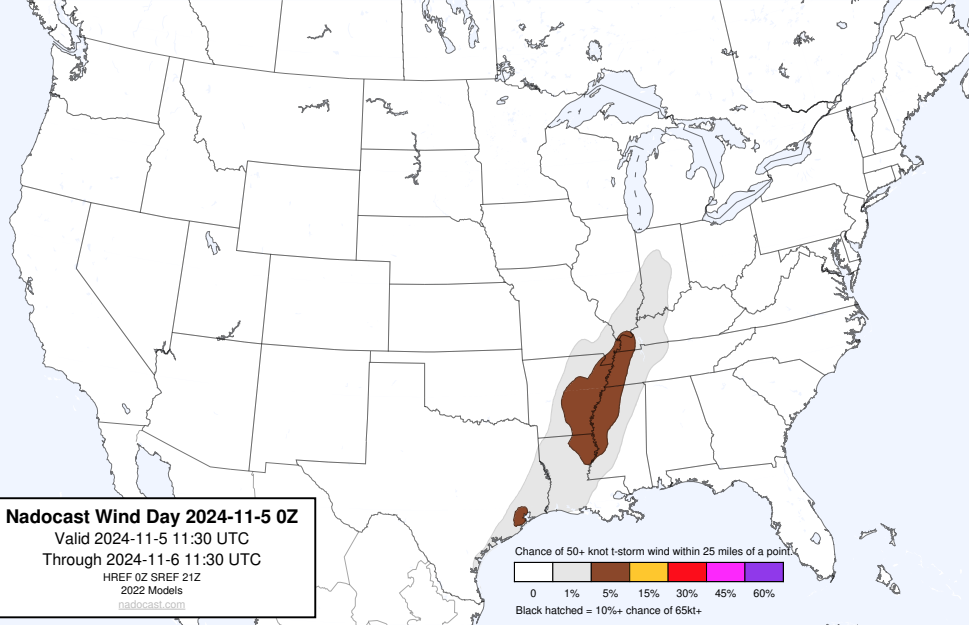 Nadocast Wind Day 2024-11-5 0Z
Valid 2024-11-5 11:30 UTC
Through 2024-11-6 11:30 UTC
HREF 0Z SREF 21Z
2022 Models
nadocast.com
Chance of 50+ knot t-storm wind within 25 miles of a point.
0 1% 5% 15% 30% 45% 60%
Black hatched = 10%+ chance of 65kt+